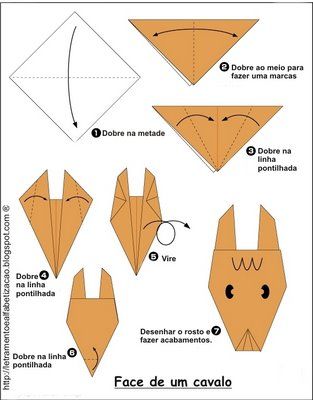 1 Dobre na metade
2 Dobre ao meio para
fazer uma marcas
3 Dobre na
linha
pontilhada
Dobre 4
na linha
pontilhada
5 Vire
Dobre na linha 6
pontilhada
Desenhar o rosto e 7
fazer acabamentos.
Face de um cavalo
http://letramentoealfabetizacao.blogspot.com ®